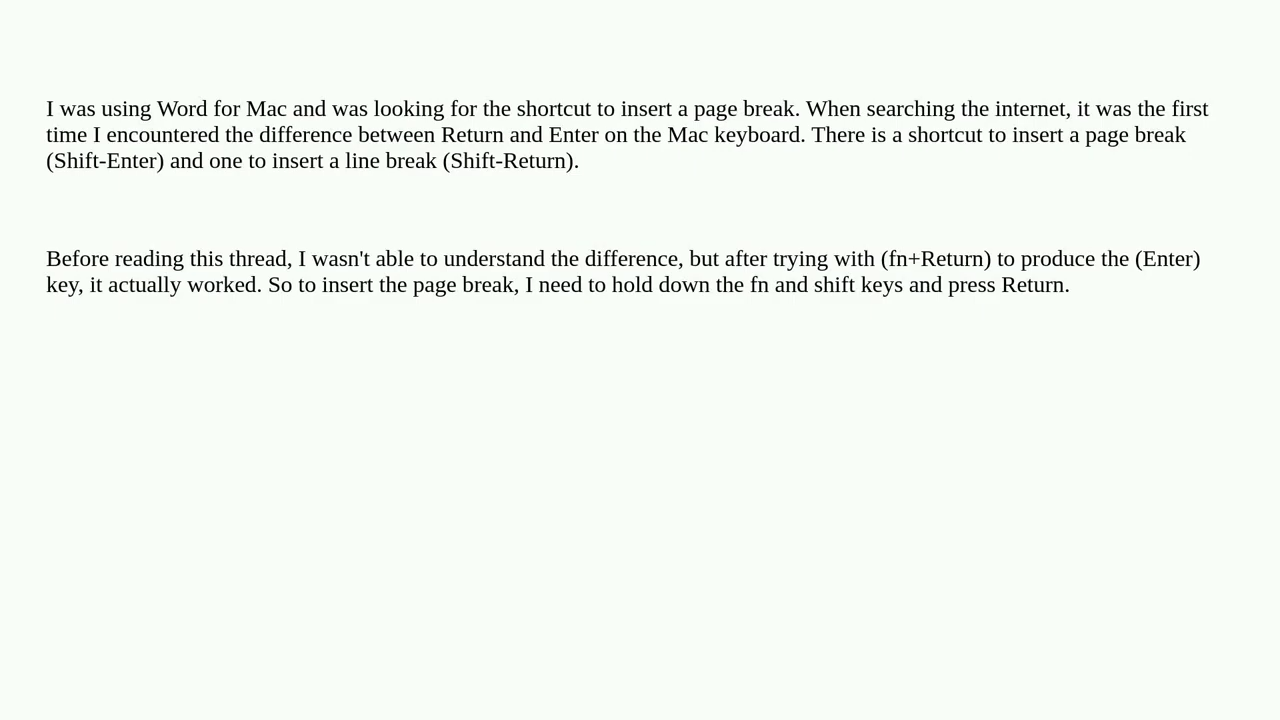 I was using Word for Mac and was looking for the shortcut to insert a page break. When searching the internet, it was the first
time I encountered the difference between Return and Enter on the Mac keyboard. There is a shortcut to insert a page break
(Shift-Enter) and one to insert a line break (Shift-Return).
Before reading this thread, I wasn't able to understand the difference, but after trying with (fn+Return) to produce the (Enter)
key, it actually worked. So to insert the page break, I need to hold down the fn and shift keys and press Return.